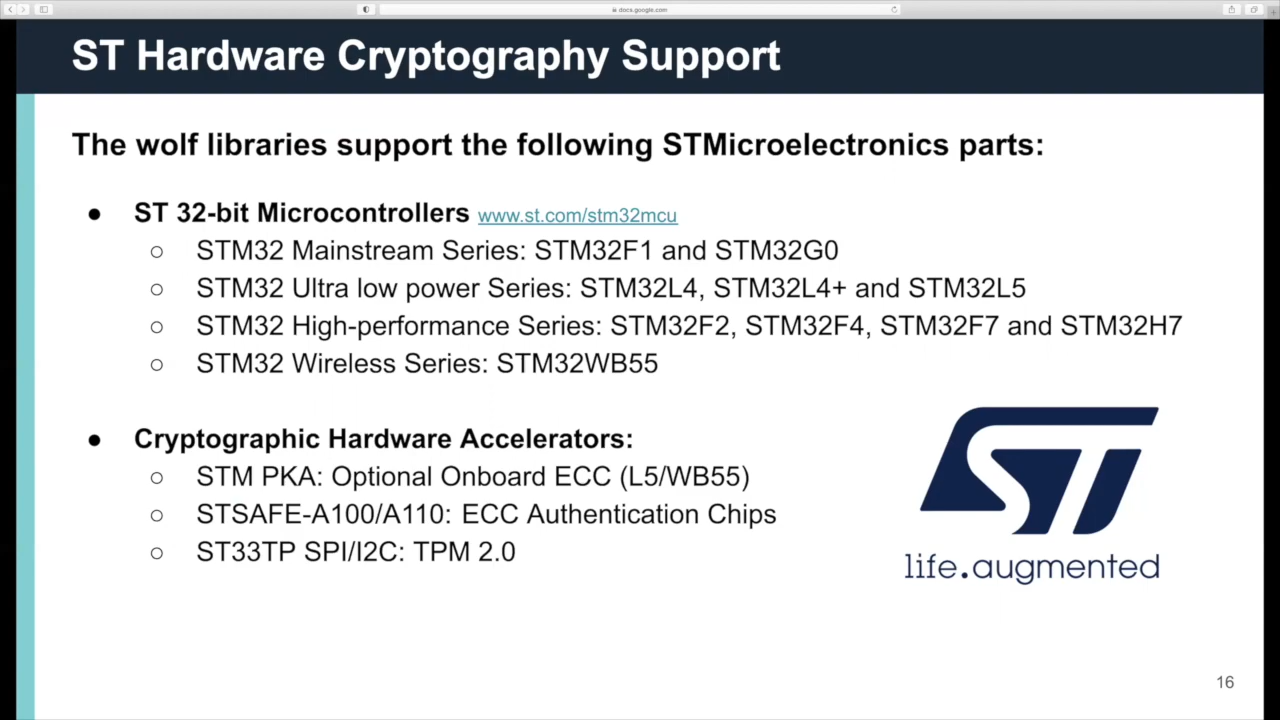 docs.google.com
ST Hardware Cryptography Support
The wolf libraries support the following STMicroelectronics parts:
● ST 32-bit Microcontrollers www.st.com/stm32mcu
○ STM32 Mainstream Series: STM32F1 and STM32G0
○ STM32 Ultra low power Series: STM32L4, STM32L4+ and STM32L5
○ STM32 High-performance Series: STM32F2, STM32F4, STM32F7 and STM32H7
○ STM32 Wireless Series: STM32WB55
● Cryptographic Hardware Accelerators:
○ STM PKA: Optional Onboard ECC (L5/WB55)
○ STSAFE-A100/A110: ECC Authentication Chips
○ ST33TP SPI/I2C: TPM 2.0
ST
life.augmented
16